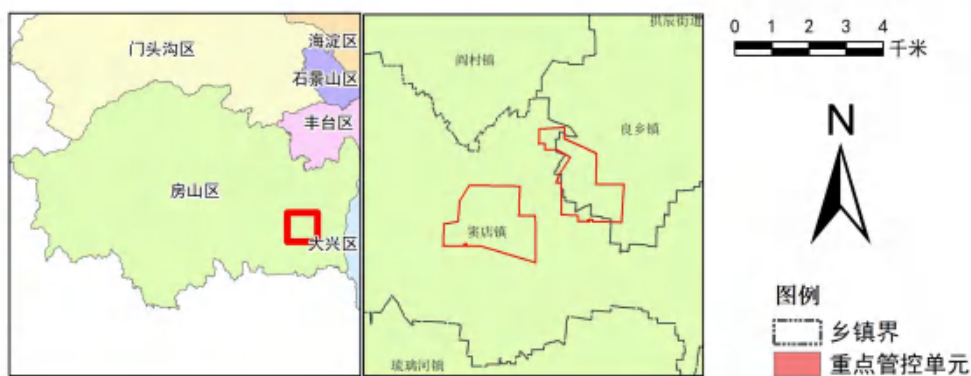 门头沟区
海淀区
石景山区
丰台区
房山区
大兴区
拱辰街道
阎村镇
良乡镇
窦店镇
琉璃河镇
0 1 2 3 4
千米
N
图例
乡镇界
重点管控单元